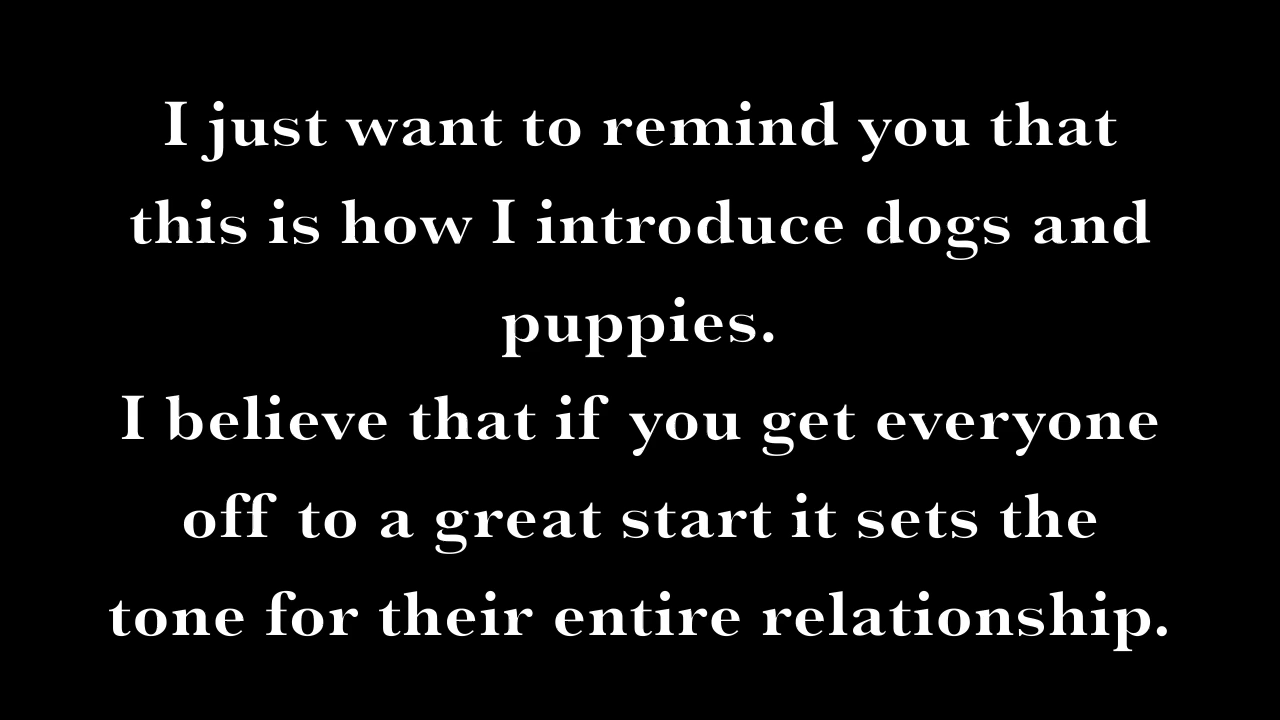 I just want to remind you that
this is how I introduce dogs and
puppies.
I believe that if you get everyone
off to a great start it sets the
tone for their entire relationship.